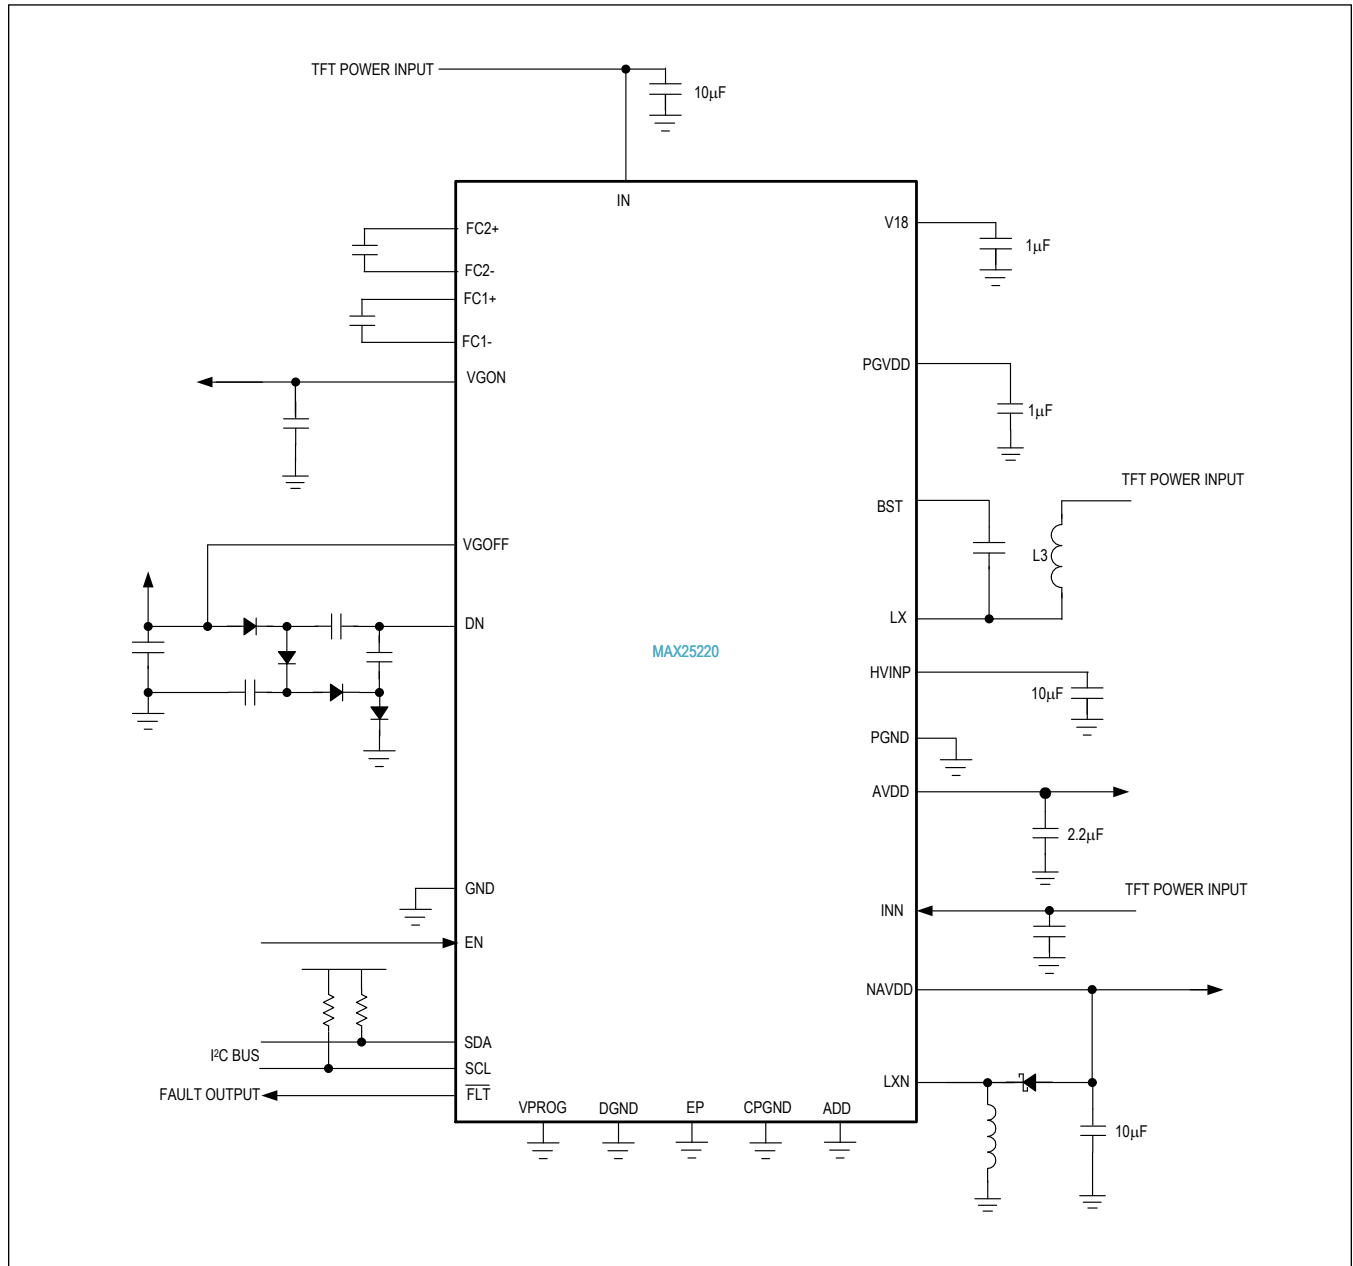 TFT POWER INPUT
10µF
IN
FC2+
V18
1µF
FC2-
FC1+
FC1-
PGVDD
VGON
1µF
TFT POWER INPUT
BST
VGOFF
L3
LX
DN
MAX25220
HVINP
10µF
PGND
AVDD
2.2µF
GND
TFT POWER INPUT
INN
EN
NAVDD
SDA
I²C BUS
SCL
LXN
FAULT OUTPUT
FLT
VPROG
DGND
EP
CPGND
ADD
10µF